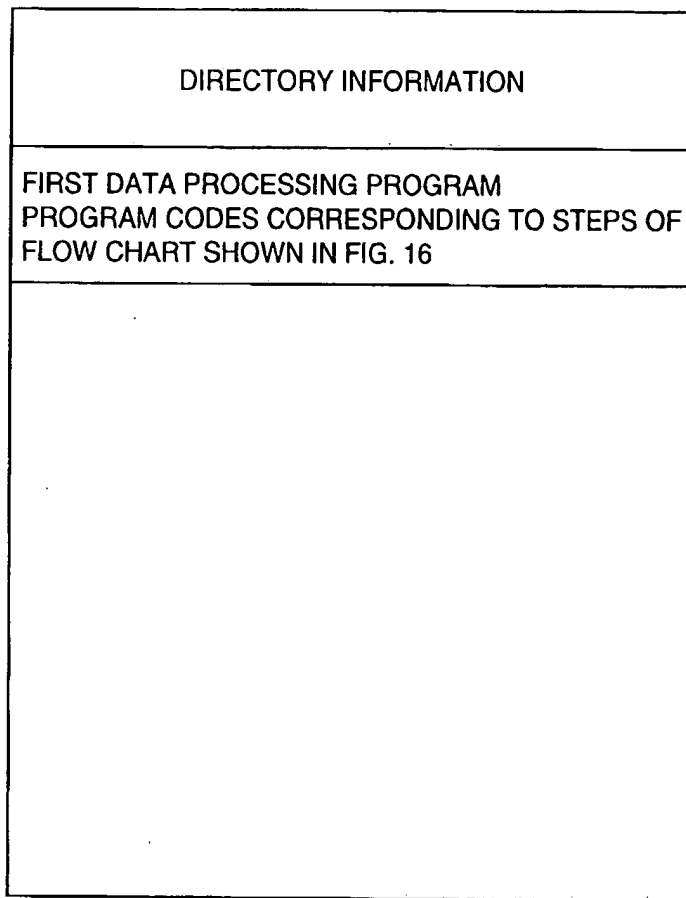 DIRECTORY INFORMATION
FIRST DATA PROCESSING PROGRAM
PROGRAM CODES CORRESPONDING TO STEPS OF
FLOW CHART SHOWN IN FIG. 16